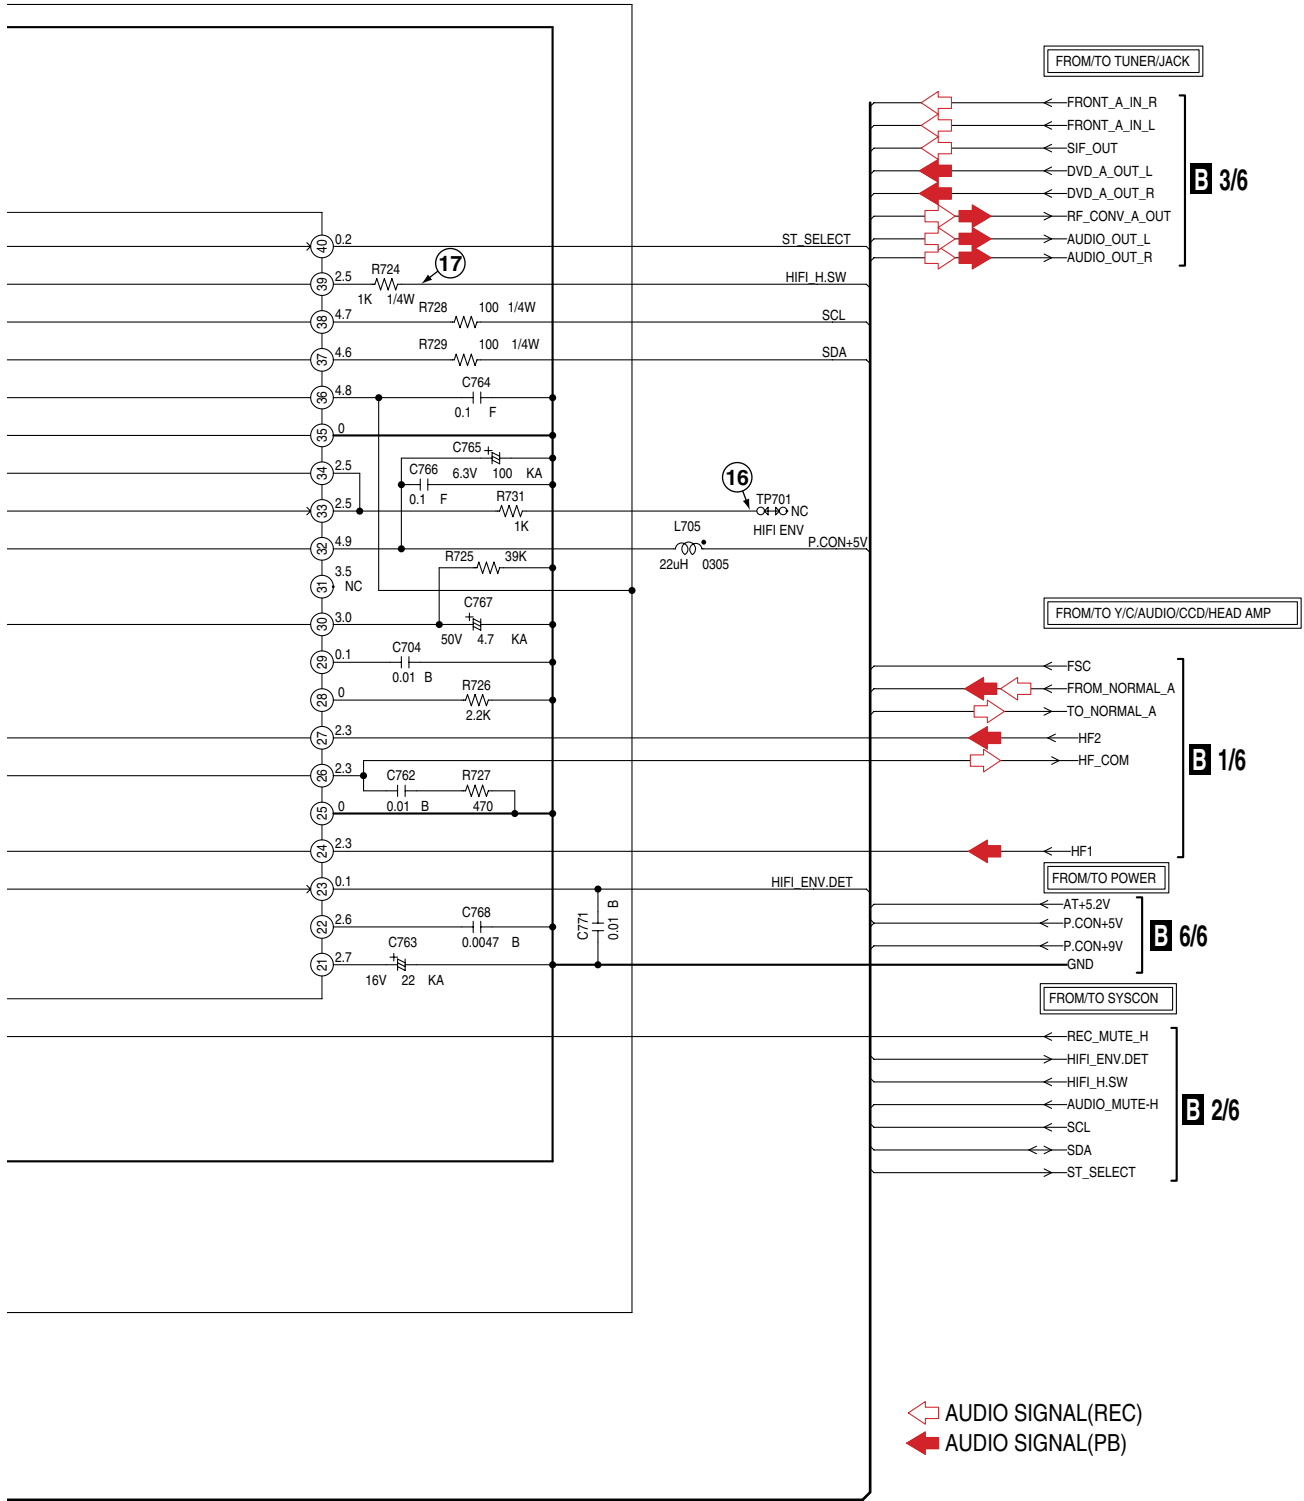 FROM/TO TUNER/JACK
FRONT_A_IN_R
FRONT_A_IN_L
SIF_OUT
DVD_A_OUT_L
DVD_A_OUT_R
RF_CONV_A_OUT
AUDIO_OUT_L
AUDIO_OUT_R
B 3/6
40 0.2 ST_SELECT
39 2.5 R724 1K 1/4W 17 HIFI_H.SW
38 4.7 R728 100 1/4W SCL
37 4.6 R729 100 1/4W SDA
36 4.8 C764 0.1 F
35 0
C765 6.3V 100 KA
34 2.5 C766 0.1 F
33 2.5 R731 1K 16 TP701 NC HIFI ENV
32 4.9 L705 22uH 0305 P.CON+5V
R725 39K
31 3.5 NC
30 3.0 C767 50V 4.7 KA
29 0.1 C704 0.01 B
28 0 R726 2.2K
27 2.3
26 2.3 C762 0.01 B R727 470
25 0
24 2.3
23 0.1 HIFI_ENV.DET
C771 0.01 B
22 2.6 C768 0.0047 B
21 2.7 C763 16V 22 KA
FROM/TO Y/C/AUDIO/CCD/HEAD AMP
FSC
FROM_NORMAL_A
TO_NORMAL_A
HF2
HF_COM
HF1
B 1/6
FROM/TO POWER
AT+5.2V
P.CON+5V
P.CON+9V
GND
B 6/6
FROM/TO SYSCON
REC_MUTE_H
HIFI_ENV.DET
HIFI_H.SW
AUDIO_MUTE-H
SCL
SDA
ST_SELECT
B 2/6
AUDIO SIGNAL(REC)
AUDIO SIGNAL(PB)